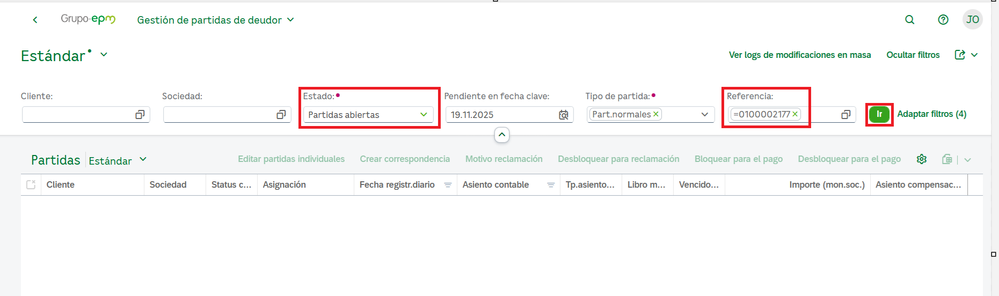 Grupo·epm Gestión de partidas de deudor JO
Estándar Ver logs de modificaciones en masa Ocultar filtros
Cliente: Sociedad: Estado: Pendiente en fecha clave: Tipo de partida: Referencia:
Partidas abiertas 19.11.2025 Part.normales =0100002177 Ir Adaptar filtros (4)
Partidas Estándar Editar partidas individuales Crear correspondencia Motivo reclamación Desbloquear para reclamación Bloquear para el pago Desbloquear para el pago
Cliente Sociedad Status c... Asignación Fecha registr.diario Asiento contable Tp.asiento... Libro m... Vencido... Importe (mon.soc.) Asiento compensac...